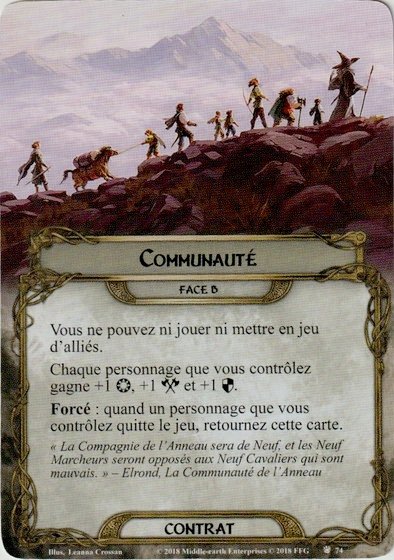 Communauté
FACE B
Vous ne pouvez ni jouer ni mettre en jeu
d'alliés.
Chaque personnage que vous contrôlez
gagne +1 , +1 et +1 .
Forcé : quand un personnage que vous
contrôlez quitte le jeu, retournez cette carte.
« La Compagnie de l'Anneau sera de Neuf, et les Neuf
Marcheurs seront opposés aux Neuf Cavaliers qui sont
mauvais. » – Elrond, La Communauté de l'Anneau
CONTRAT
Illus. Leanna Crossan © 2018 Middle-earth Enterprises © 2018 FFG 74